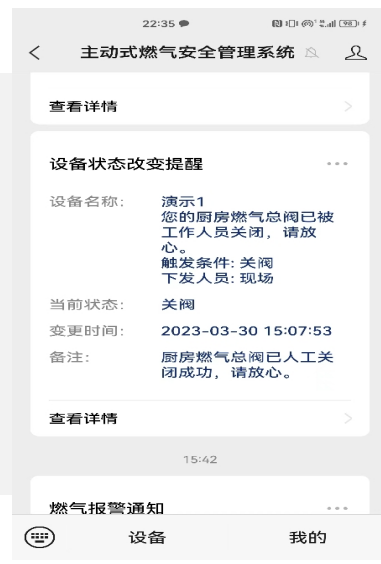 22:35
主动式燃气安全管理系统
查看详情
设备状态改变提醒
设备名称: 演示1
您的厨房燃气总阀已被
工作人员关闭，请放
心。
触发条件: 关阀
下发人员: 现场
当前状态: 关阀
变更时间: 2023-03-30 15:07:53
备注: 厨房燃气总阀已人工关
闭成功，请放心。
查看详情
15:42
燃气报警通知
设备 我的